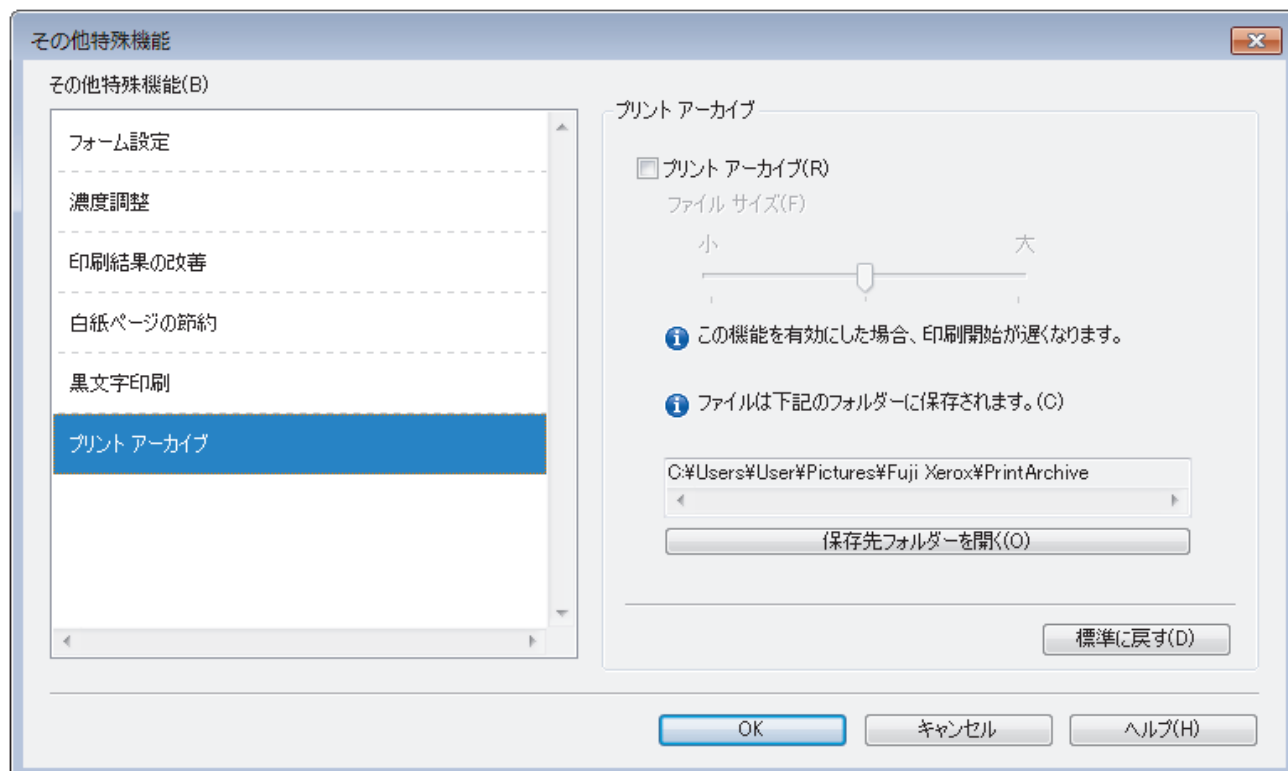 その他特殊機能
その他特殊機能(B)
フォーム設定
濃度調整
印刷結果の改善
白紙ページの節約
黒文字印刷
プリント アーカイブ
プリント アーカイブ
プリント アーカイブ(R)
ファイル サイズ(F)
小 大
この機能を有効にした場合、印刷開始が遅くなります。
ファイルは下記のフォルダーに保存されます。(C)
C:¥Users¥User¥Pictures¥Fuji Xerox¥PrintArchive
保存先フォルダーを開く(O)
標準に戻す(D)
OK キャンセル ヘルプ(H)